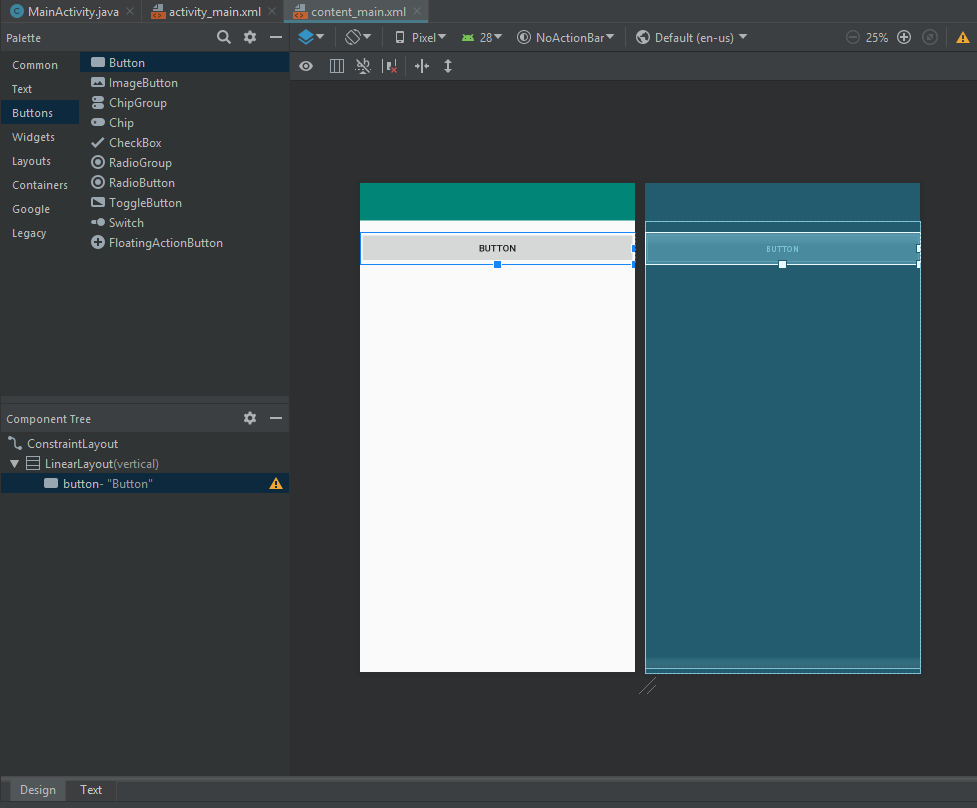 MainActivity.java activity_main.xml content_main.xml
Palette
Pixel 28 NoActionBar Default (en-us) 25%
Common
Text
Buttons
Widgets
Layouts
Containers
Google
Legacy
Button
ImageButton
ChipGroup
Chip
CheckBox
RadioGroup
RadioButton
ToggleButton
Switch
FloatingActionButton
BUTTON
BUTTON
Component Tree
ConstraintLayout
LinearLayout(vertical)
button- "Button"
Design Text